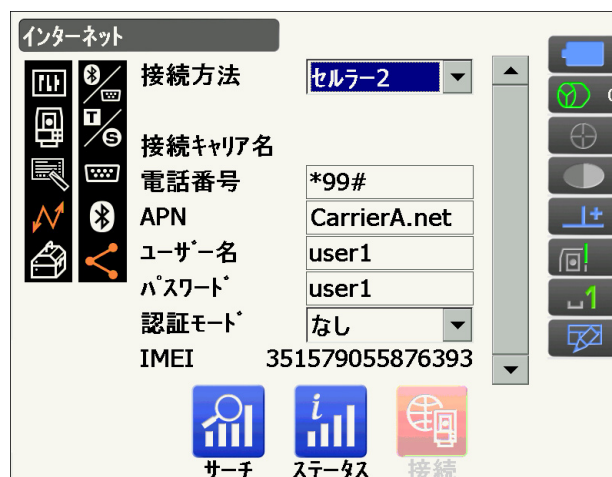 インターネット
接続方法
セルラー2
接続キャリア名
電話番号
*99#
APN
CarrierA.net
ユーザー名
user1
パスワード
user1
認証モード
なし
IMEI
351579055876393
サーチ
ステータス
接続